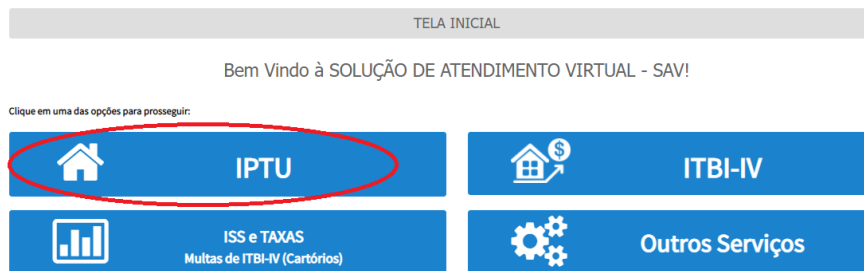 TELA INICIAL
Bem Vindo à SOLUÇÃO DE ATENDIMENTO VIRTUAL - SAV!
Clique em uma das opções para prosseguir:
IPTU
ITBI-IV
ISS e TAXAS
Multas de ITBI-IV (Cartórios)
Outros Serviços